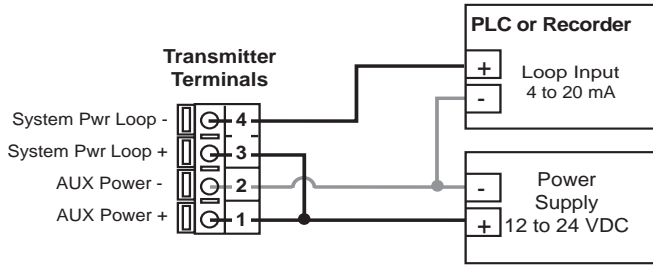 PLC or Recorder
Transmitter
Terminals
+
Loop Input
4 to 20 mA
-
System Pwr Loop -
4
System Pwr Loop +
3
AUX Power -
2
AUX Power +
1
-
Power
Supply
12 to 24 VDC
+